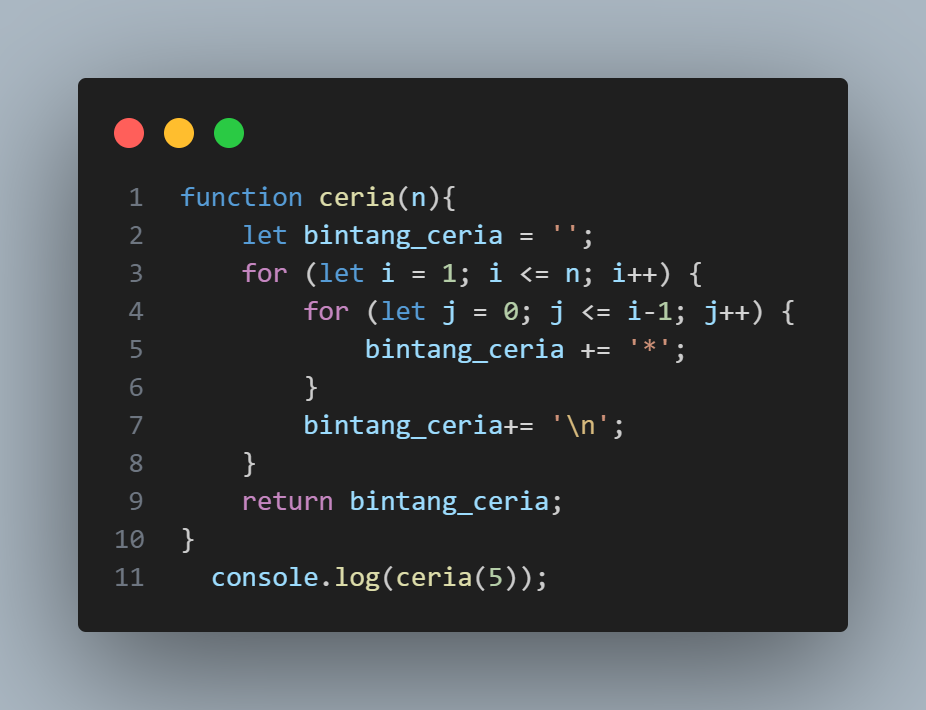 1 function ceria(n){
2     let bintang_ceria = '';
3     for (let i = 1; i <= n; i++) {
4         for (let j = 0; j <= i-1; j++) {
5             bintang_ceria += '*';
6         }
7         bintang_ceria+= '\n';
8     }
9     return bintang_ceria;
10 }
11   console.log(ceria(5));